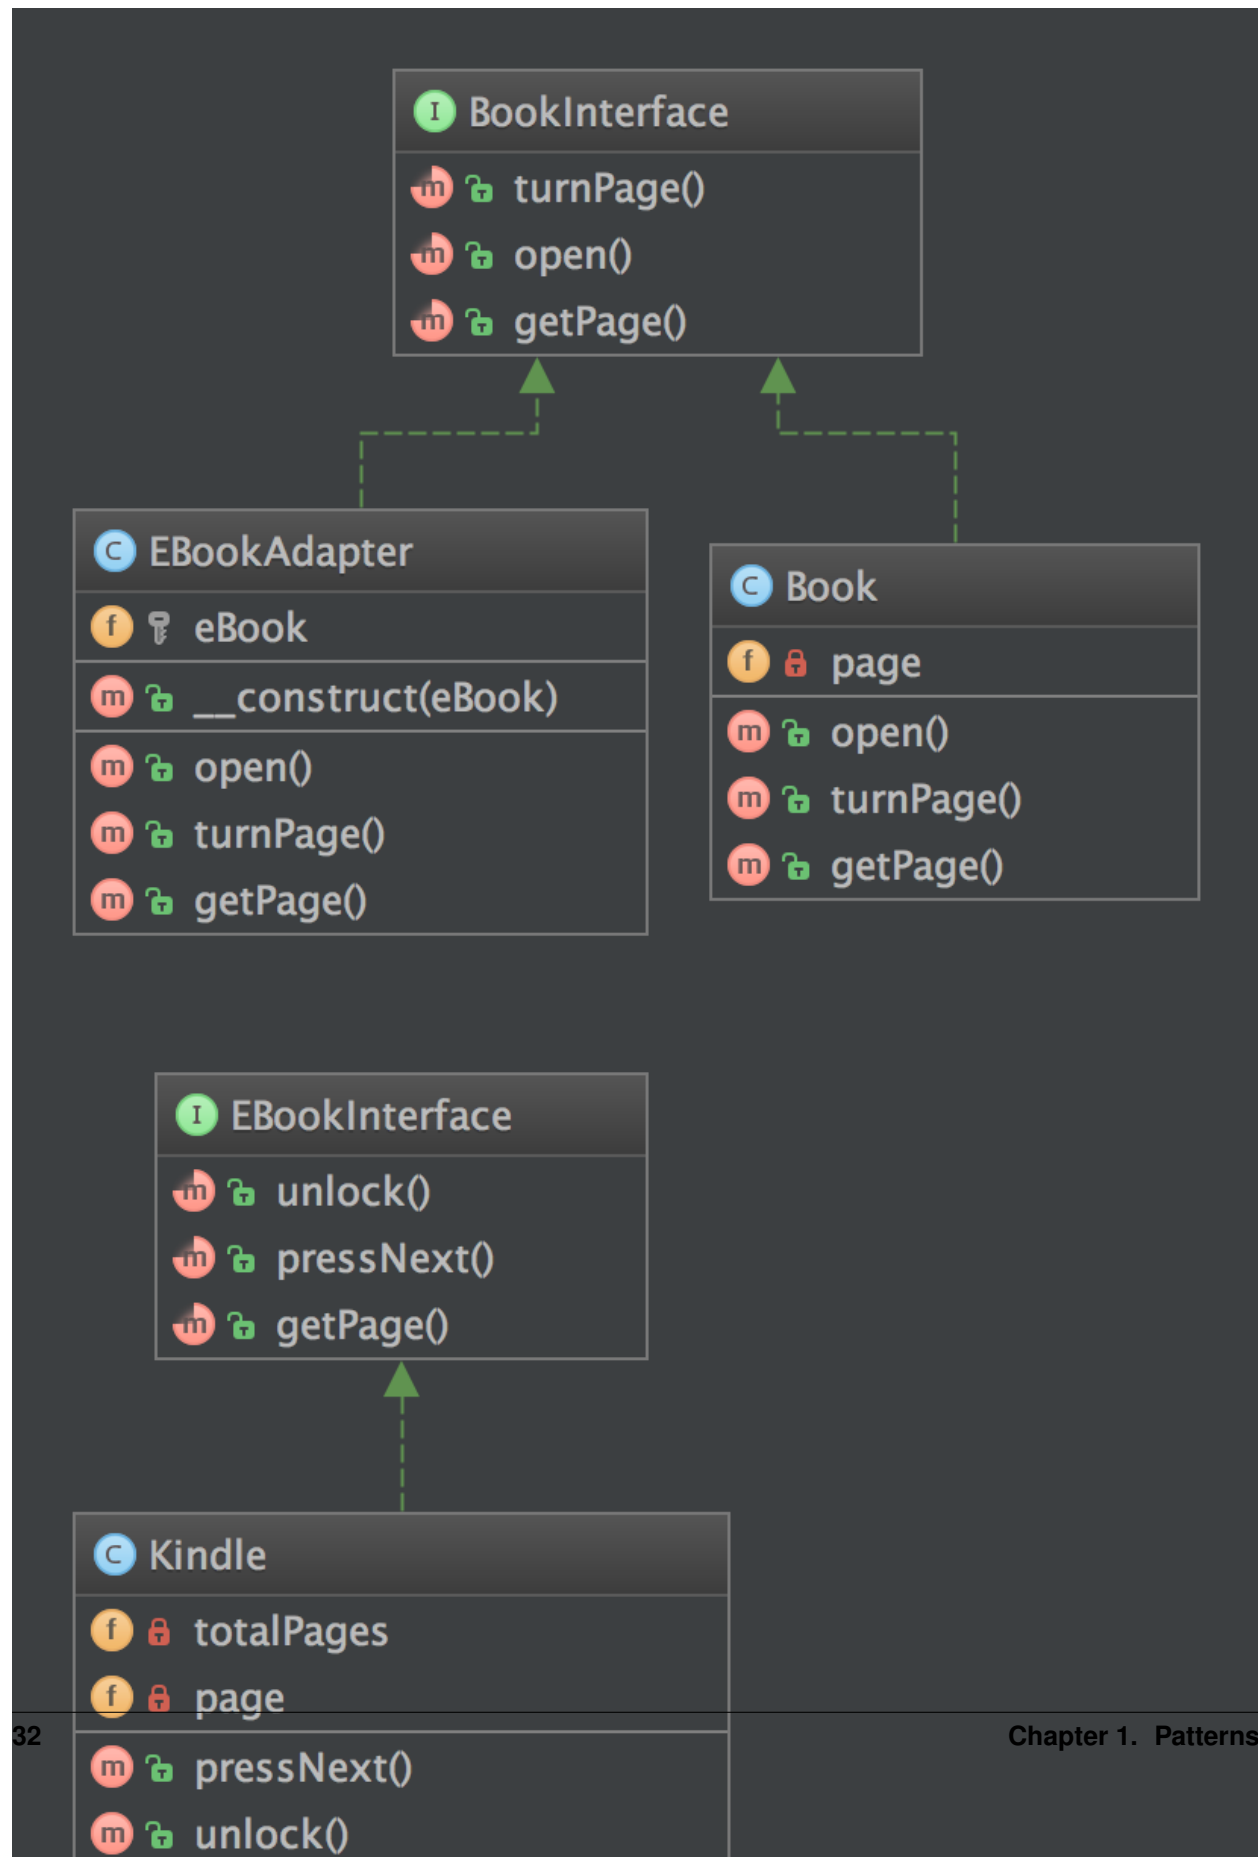 I BookInterface
m turnPage()
m open()
m getPage()
C EBookAdapter
f eBook
m __construct(eBook)
m open()
m turnPage()
m getPage()
C Book
f page
m open()
m turnPage()
m getPage()
I EBookInterface
m unlock()
m pressNext()
m getPage()
C Kindle
f totalPages
f page
32
Chapter 1. Patterns
m pressNext()
m unlock()